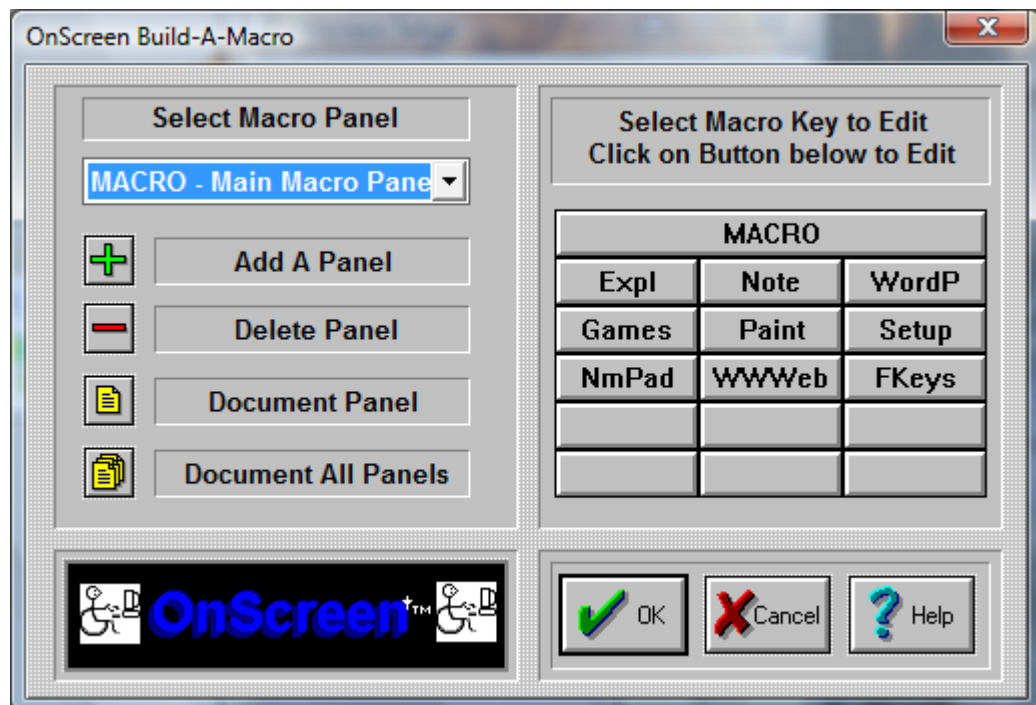 OnScreen Build-A-Macro
Select Macro Panel
MACRO - Main Macro Pane
Add A Panel
Delete Panel
Document Panel
Document All Panels
Select Macro Key to Edit
Click on Button below to Edit
MACRO
Expl Note WordP
Games Paint Setup
NmPad WWWeb FKeys
OnScreen™
OK Cancel Help